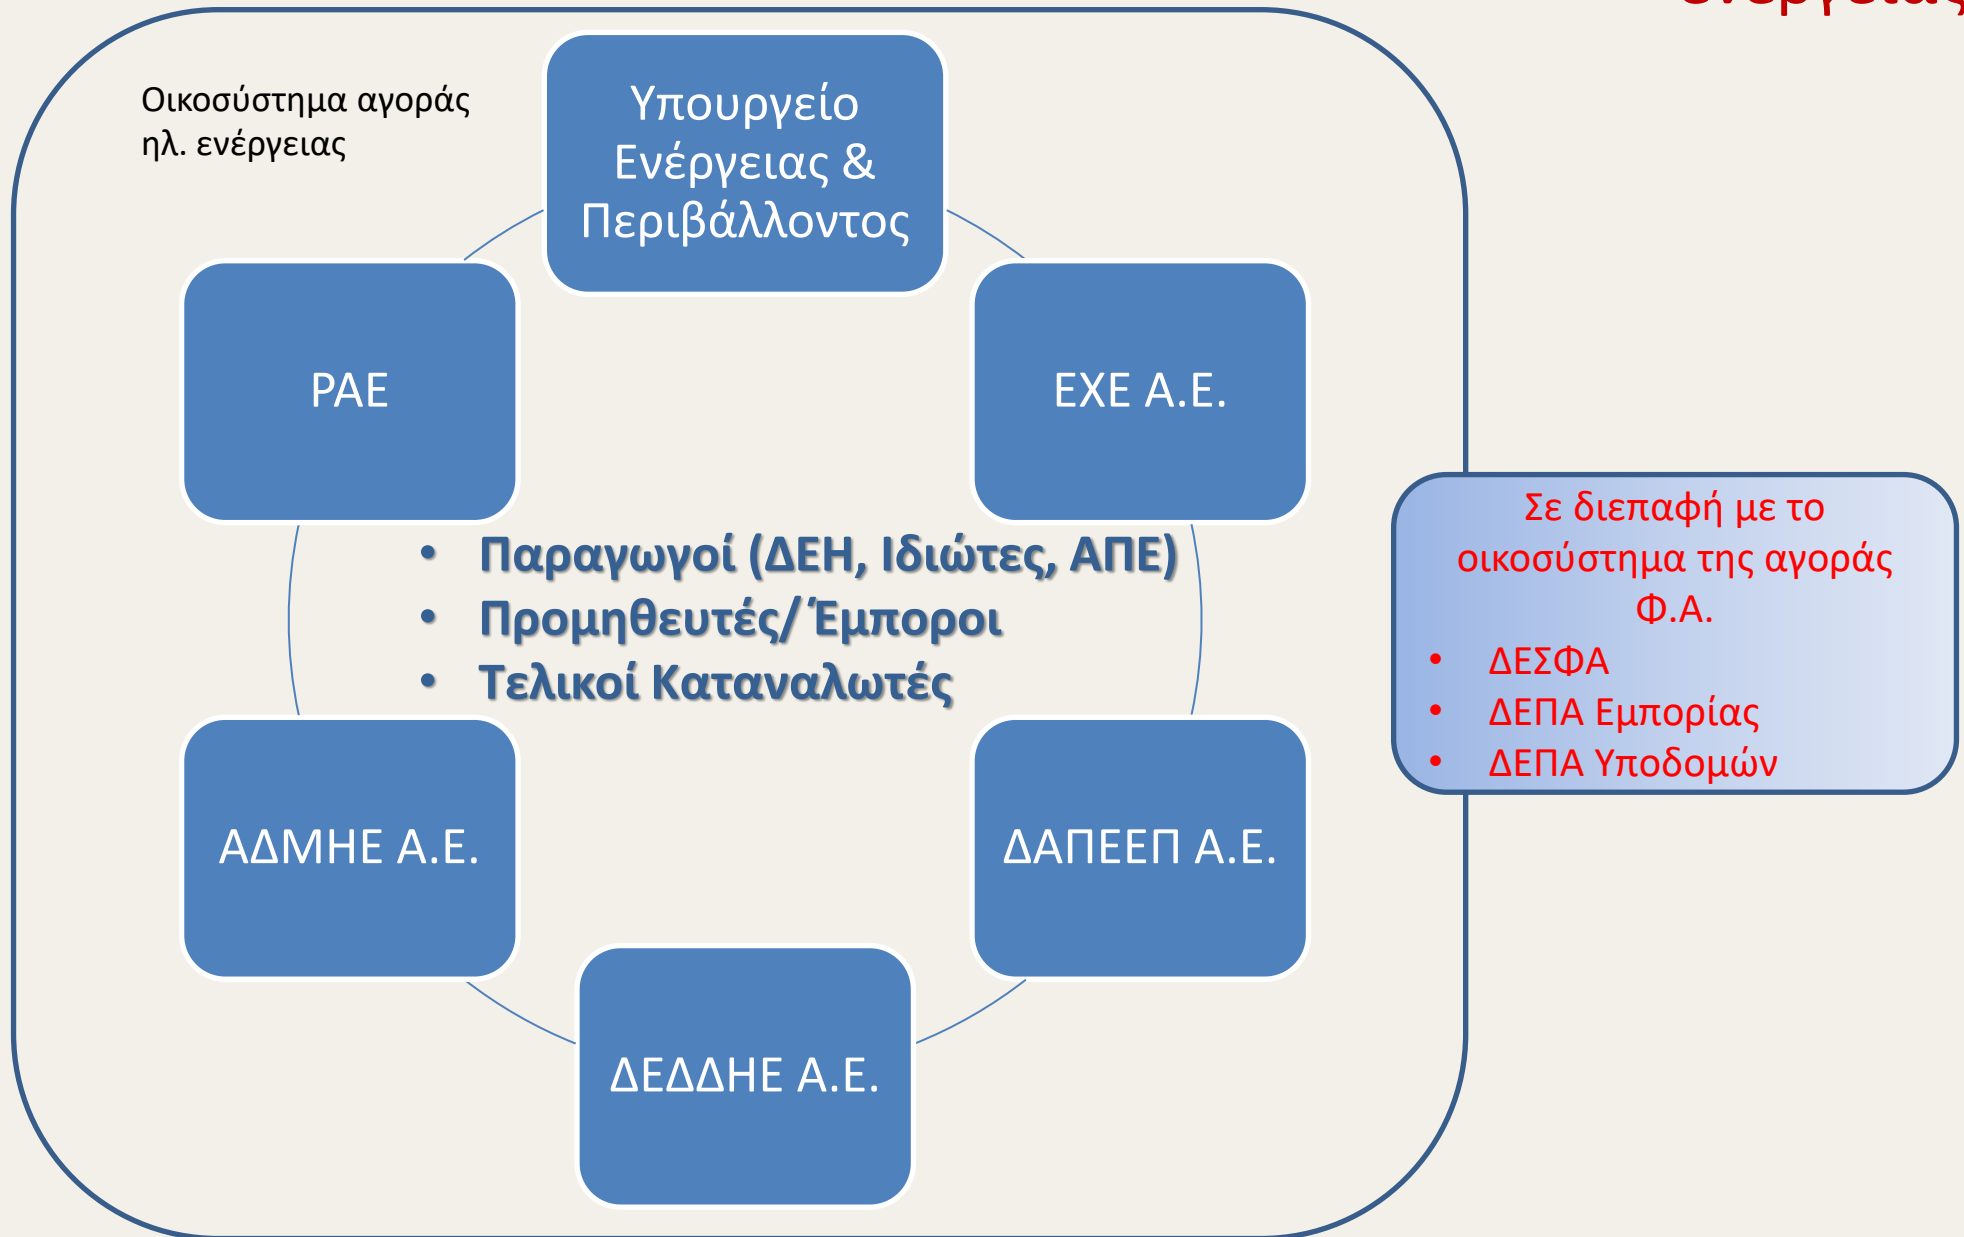 ενέργειας
Οικοσύστημα αγοράς
ηλ. ενέργειας
Υπουργείο
Ενέργειας &
Περιβάλλοντος
ΡΑΕ
ΕΧΕ Α.Ε.
• Παραγωγοί (ΔΕΗ, Ιδιώτες, ΑΠΕ)
• Προμηθευτές/Έμποροι
• Τελικοί Καταναλωτές
Σε διεπαφή με το
οικοσύστημα της αγοράς
Φ.Α.
• ΔΕΣΦΑ
• ΔΕΠΑ Εμπορίας
• ΔΕΠΑ Υποδομών
ΑΔΜΗΕ Α.Ε.
ΔΑΠΕΕΠ Α.Ε.
ΔΕΔΔΗΕ Α.Ε.